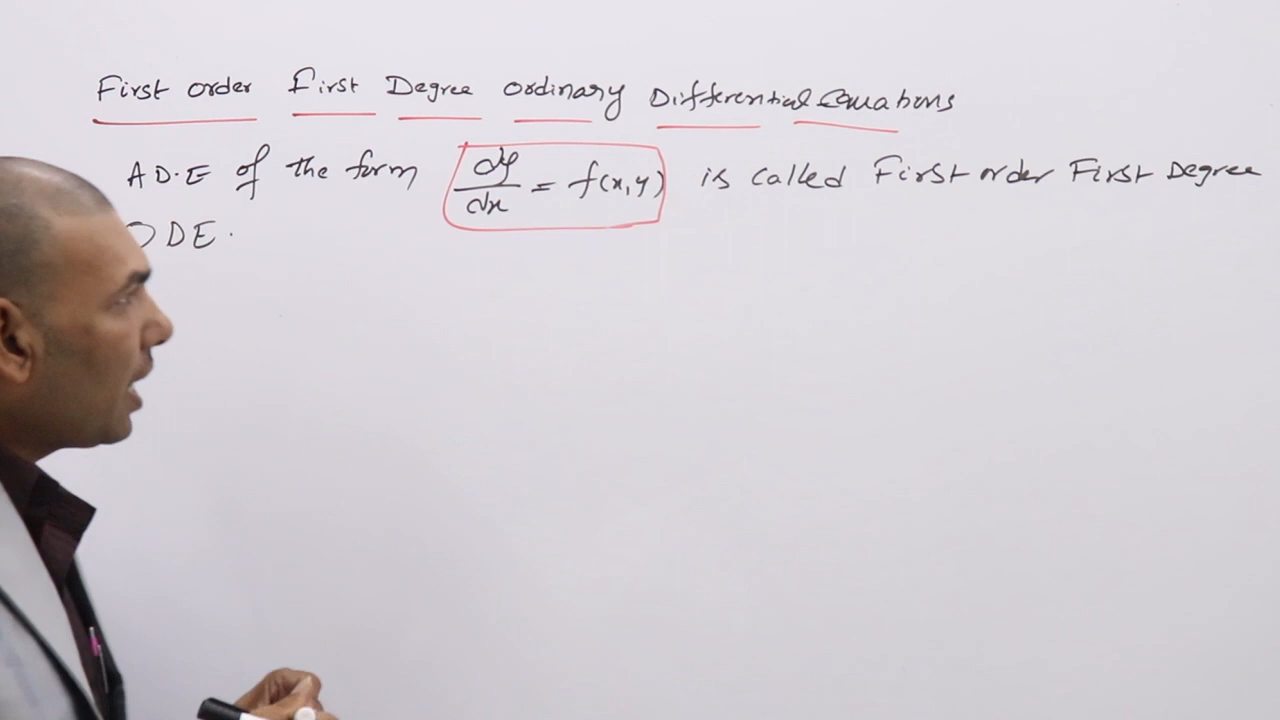 First order First Degree ordinary Differential Equations
A D.E of the form dy/dx = f(x,y) is called First order First Degree
ODE.